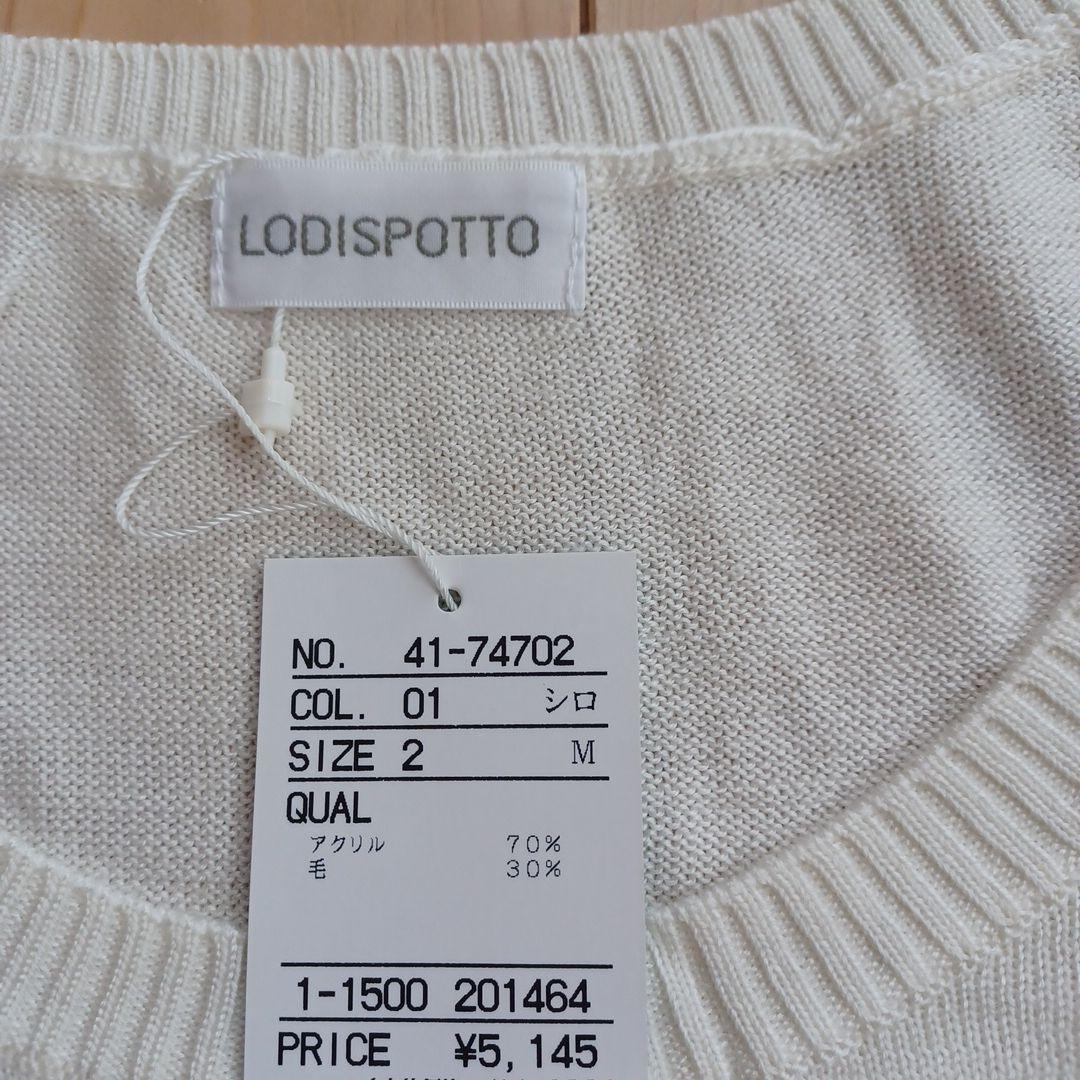 LODISPOTTO
NO. 41-74702
COL. 01 シロ
SIZE 2 M
QUAL
アクリル 70%
毛 30%
1-1500 201464
PRICE ¥5,145